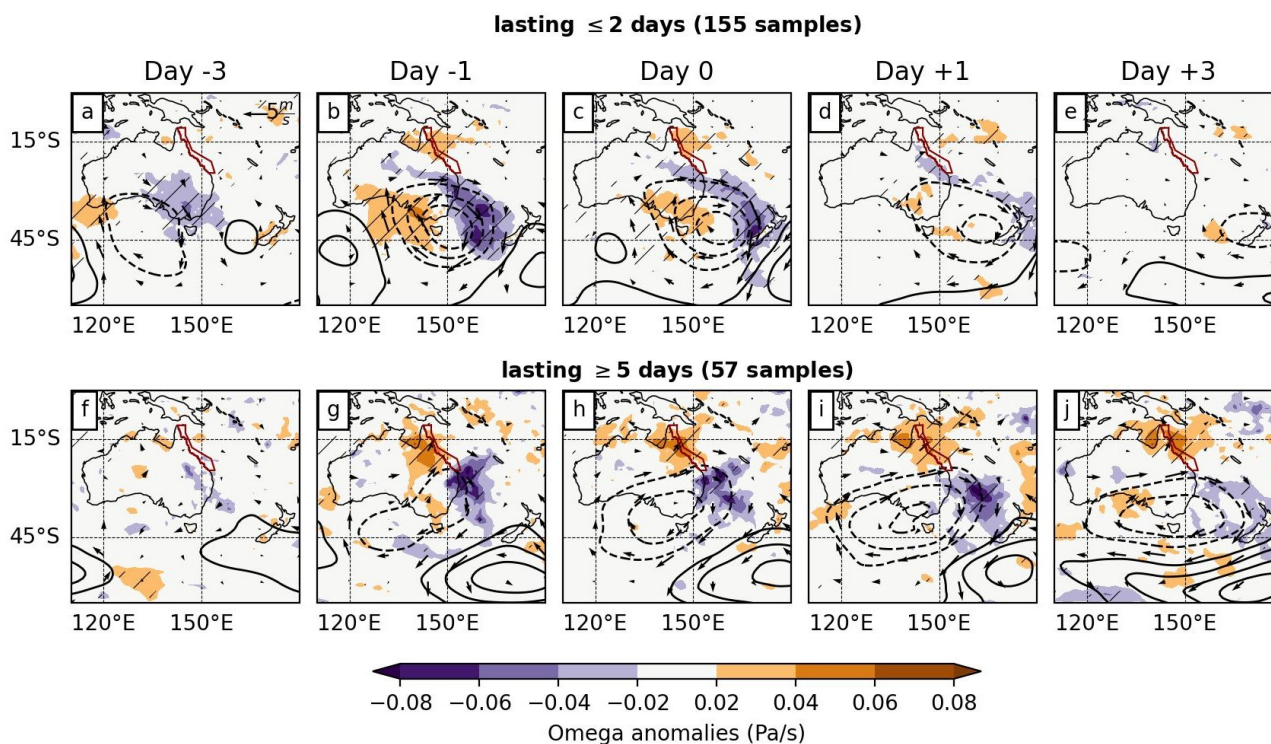 lasting ≤ 2 days (155 samples)
Day -3 Day -1 Day 0 Day +1 Day +3
a 5 m/s b c d e
15°S
45°S
120°E 150°E 120°E 150°E 120°E 150°E 120°E 150°E 120°E 150°E
lasting ≥ 5 days (57 samples)
f g h i j
15°S
45°S
120°E 150°E 120°E 150°E 120°E 150°E 120°E 150°E 120°E 150°E
−0.08 −0.06 −0.04 −0.02 0.02 0.04 0.06 0.08
Omega anomalies (Pa/s)